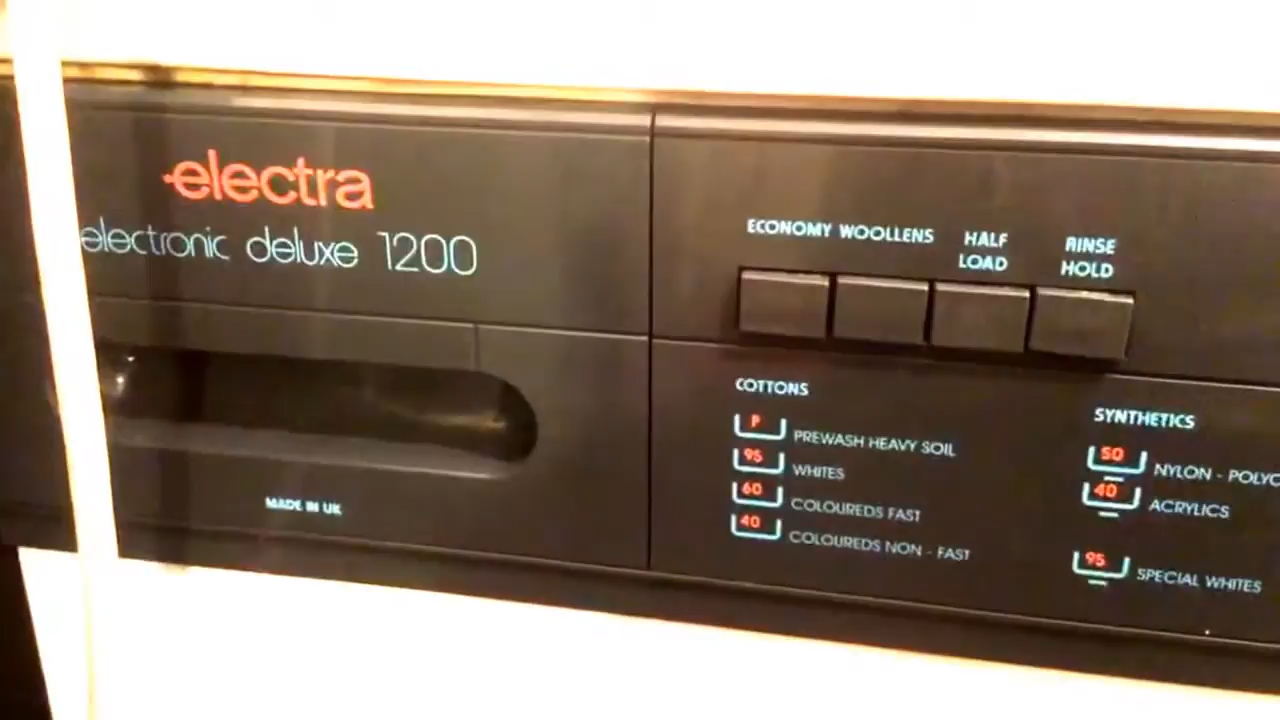 electra
electronic deluxe 1200
MADE IN UK
ECONOMY WOOLLENS
HALF
LOAD
RINSE
HOLD
COTTONS
P PREWASH HEAVY SOIL
95 WHITES
60 COLOUREDS FAST
40 COLOUREDS NON - FAST
SYNTHETICS
50 NYLON -
40 ACRYLICS
95 SPECIAL WHITES